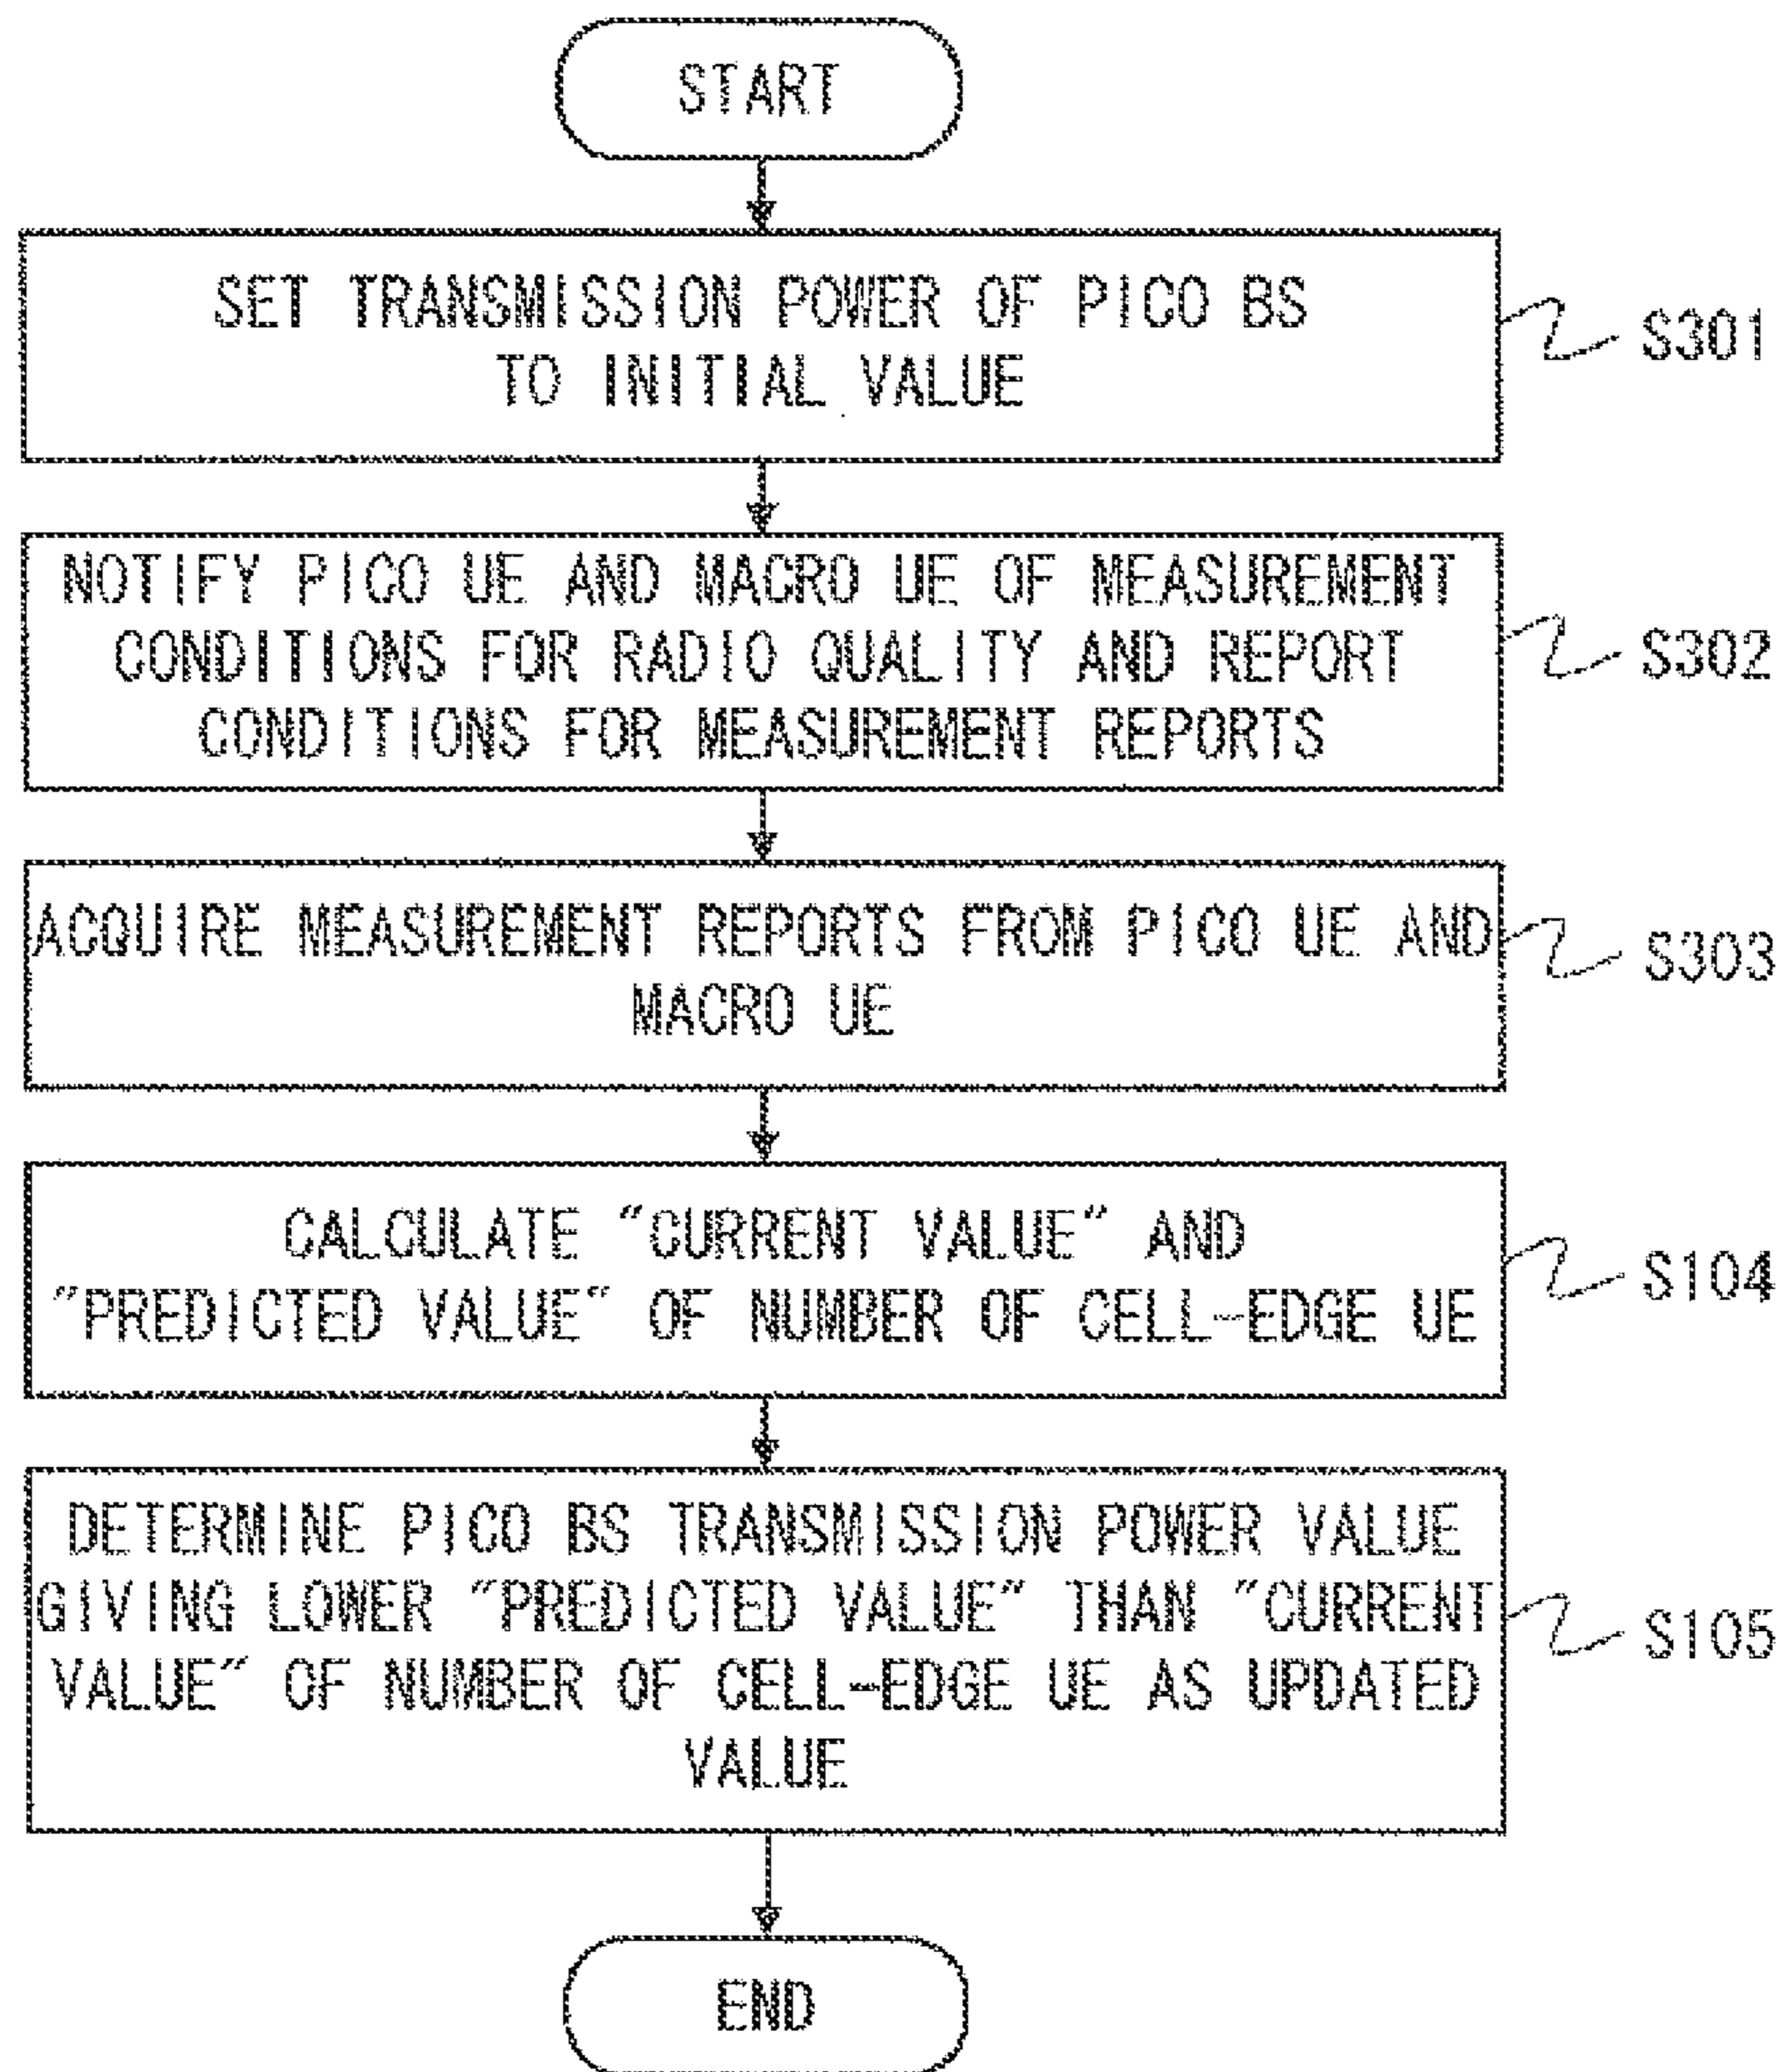 START
SET TRANSMISSION POWER OF PICO BS
TO INITIAL VALUE
S301
NOTIFY PICO UE AND MACRO UE OF MEASUREMENT
CONDITIONS FOR RADIO QUALITY AND REPORT
CONDITIONS FOR MEASUREMENT REPORTS
S302
ACQUIRE MEASUREMENT REPORTS FROM PICO UE AND
MACRO UE
S303
CALCULATE "CURRENT VALUE" AND
"PREDICTED VALUE" OF NUMBER OF CELL-EDGE UE
S104
DETERMINE PICO BS TRANSMISSION POWER VALUE
GIVING LOWER "PREDICTED VALUE" THAN "CURRENT
VALUE" OF NUMBER OF CELL-EDGE UE AS UPDATED
VALUE
S105
END